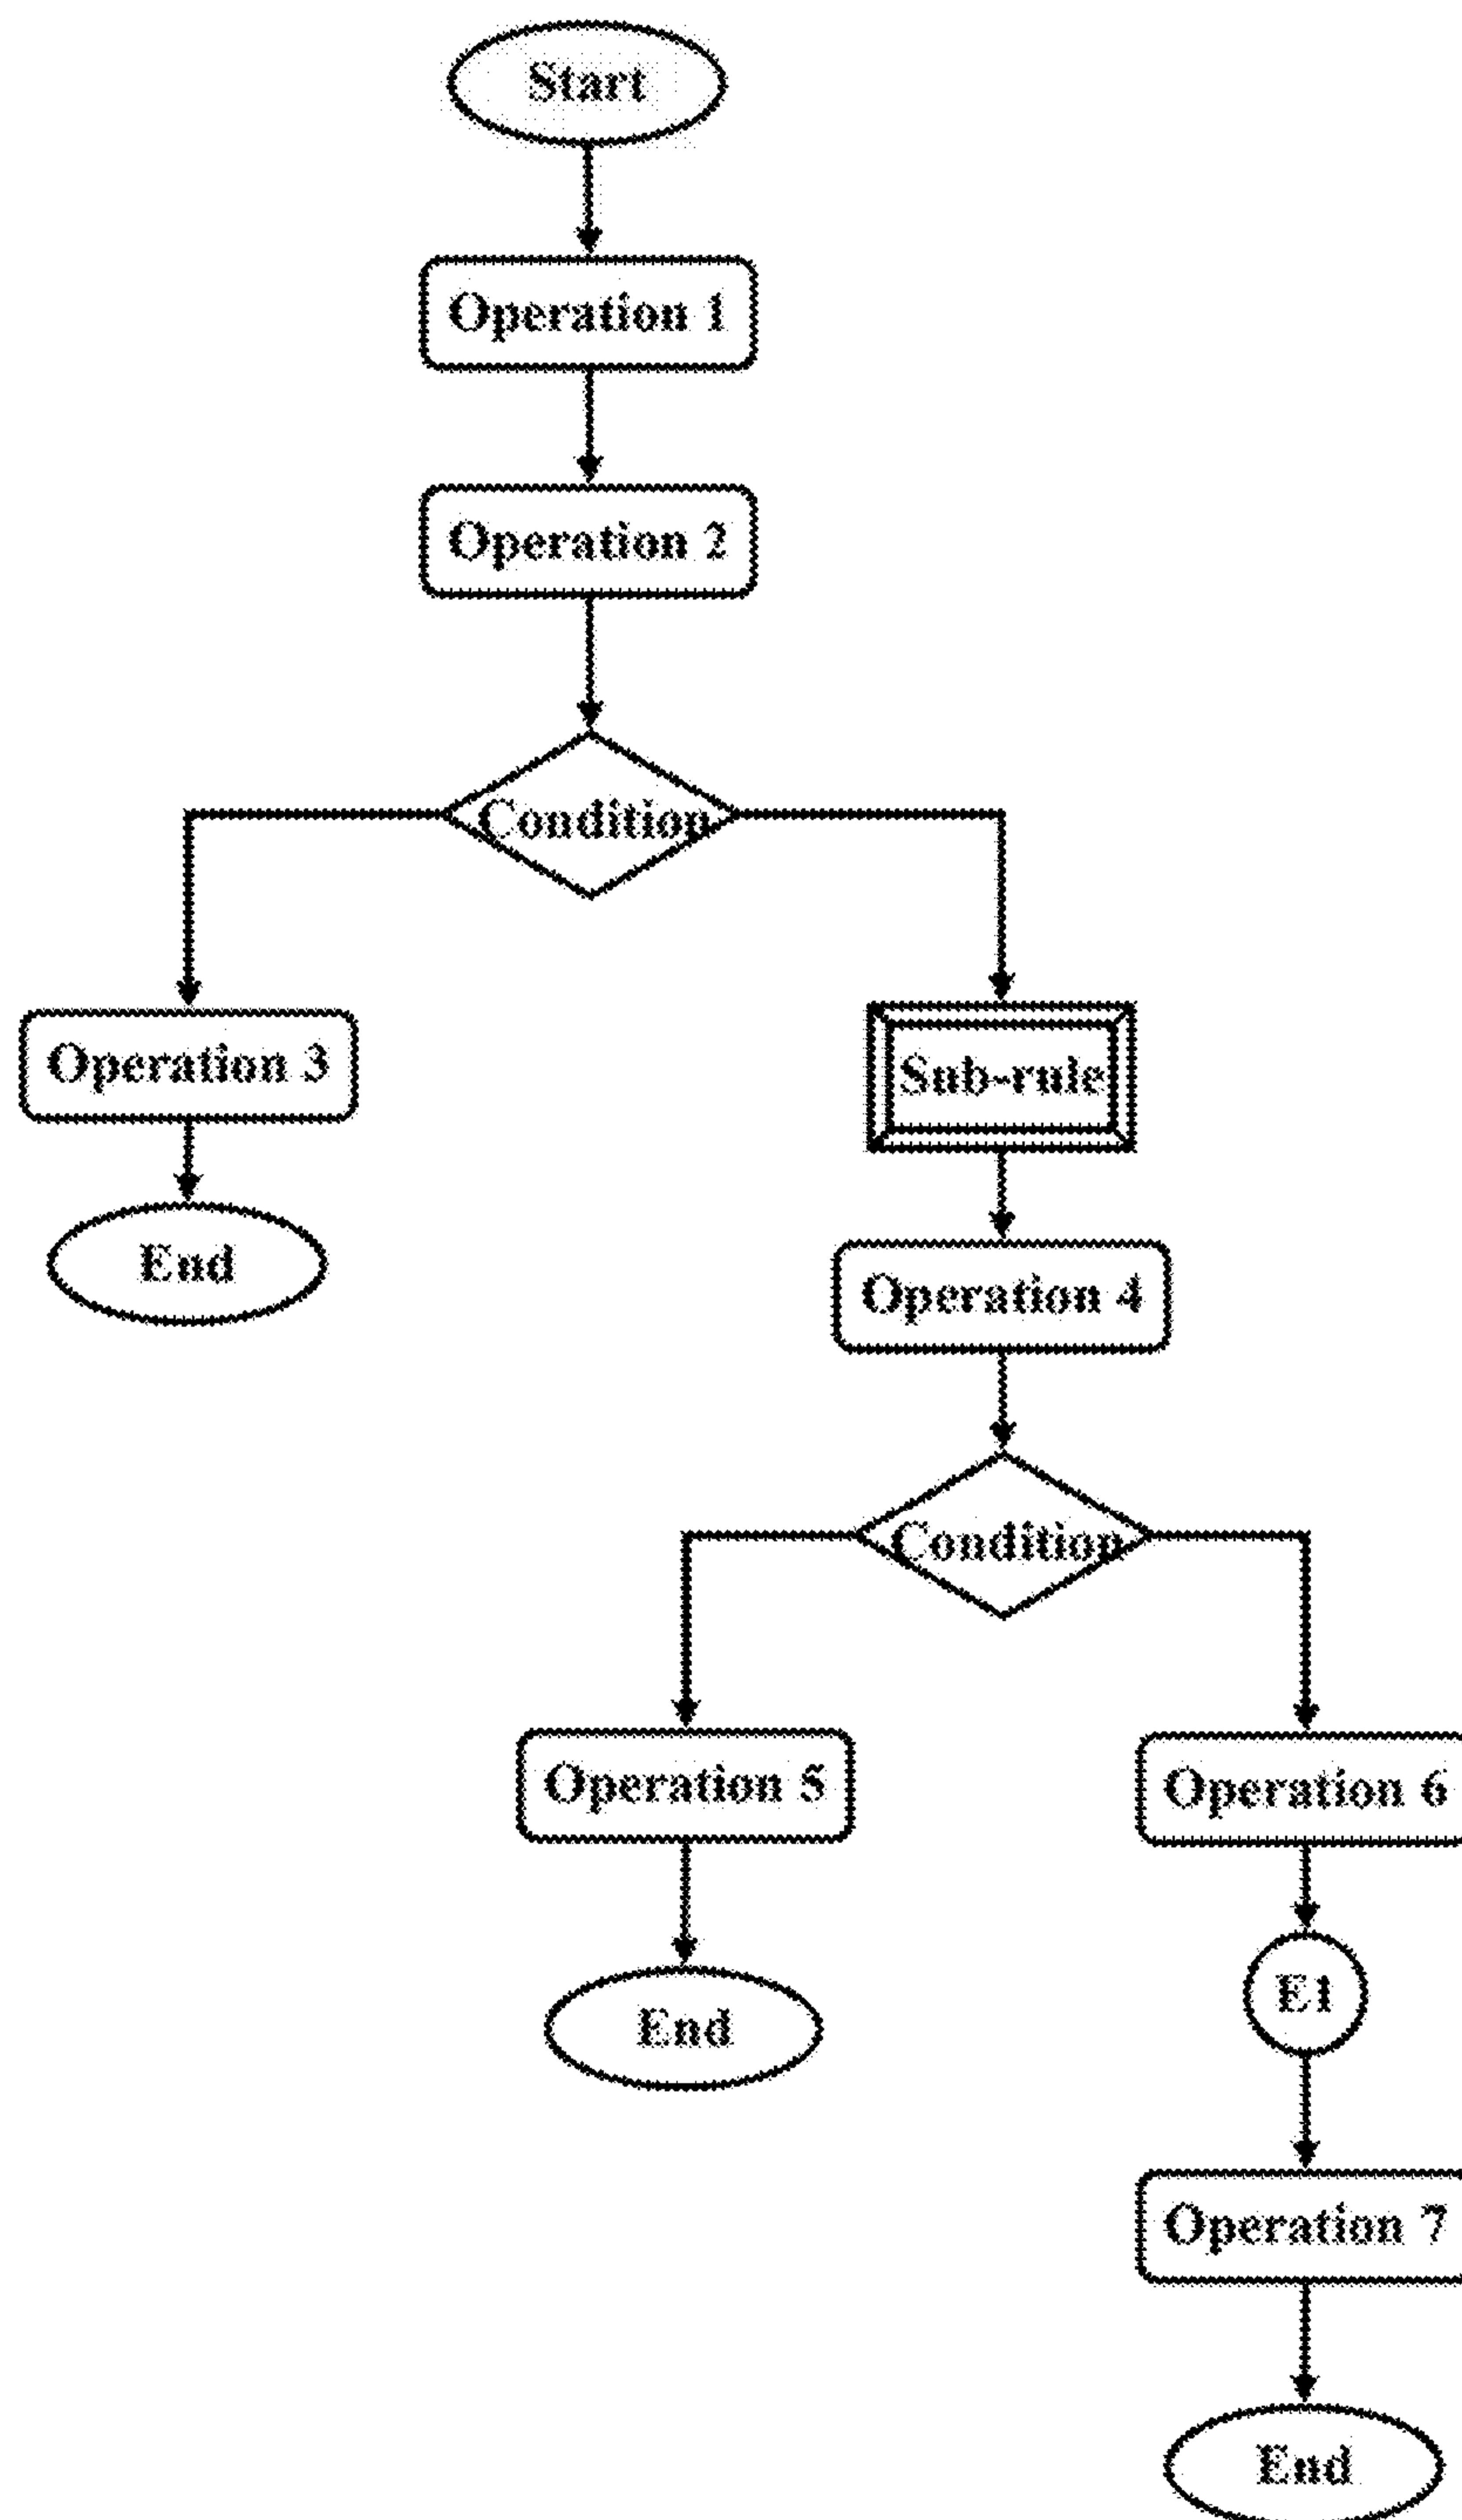 Start
Operation 1
Operation 2
Condition
Operation 3
Sub-rule
End
Operation 4
Condition
Operation 5
Operation 6
E1
End
Operation 7
End